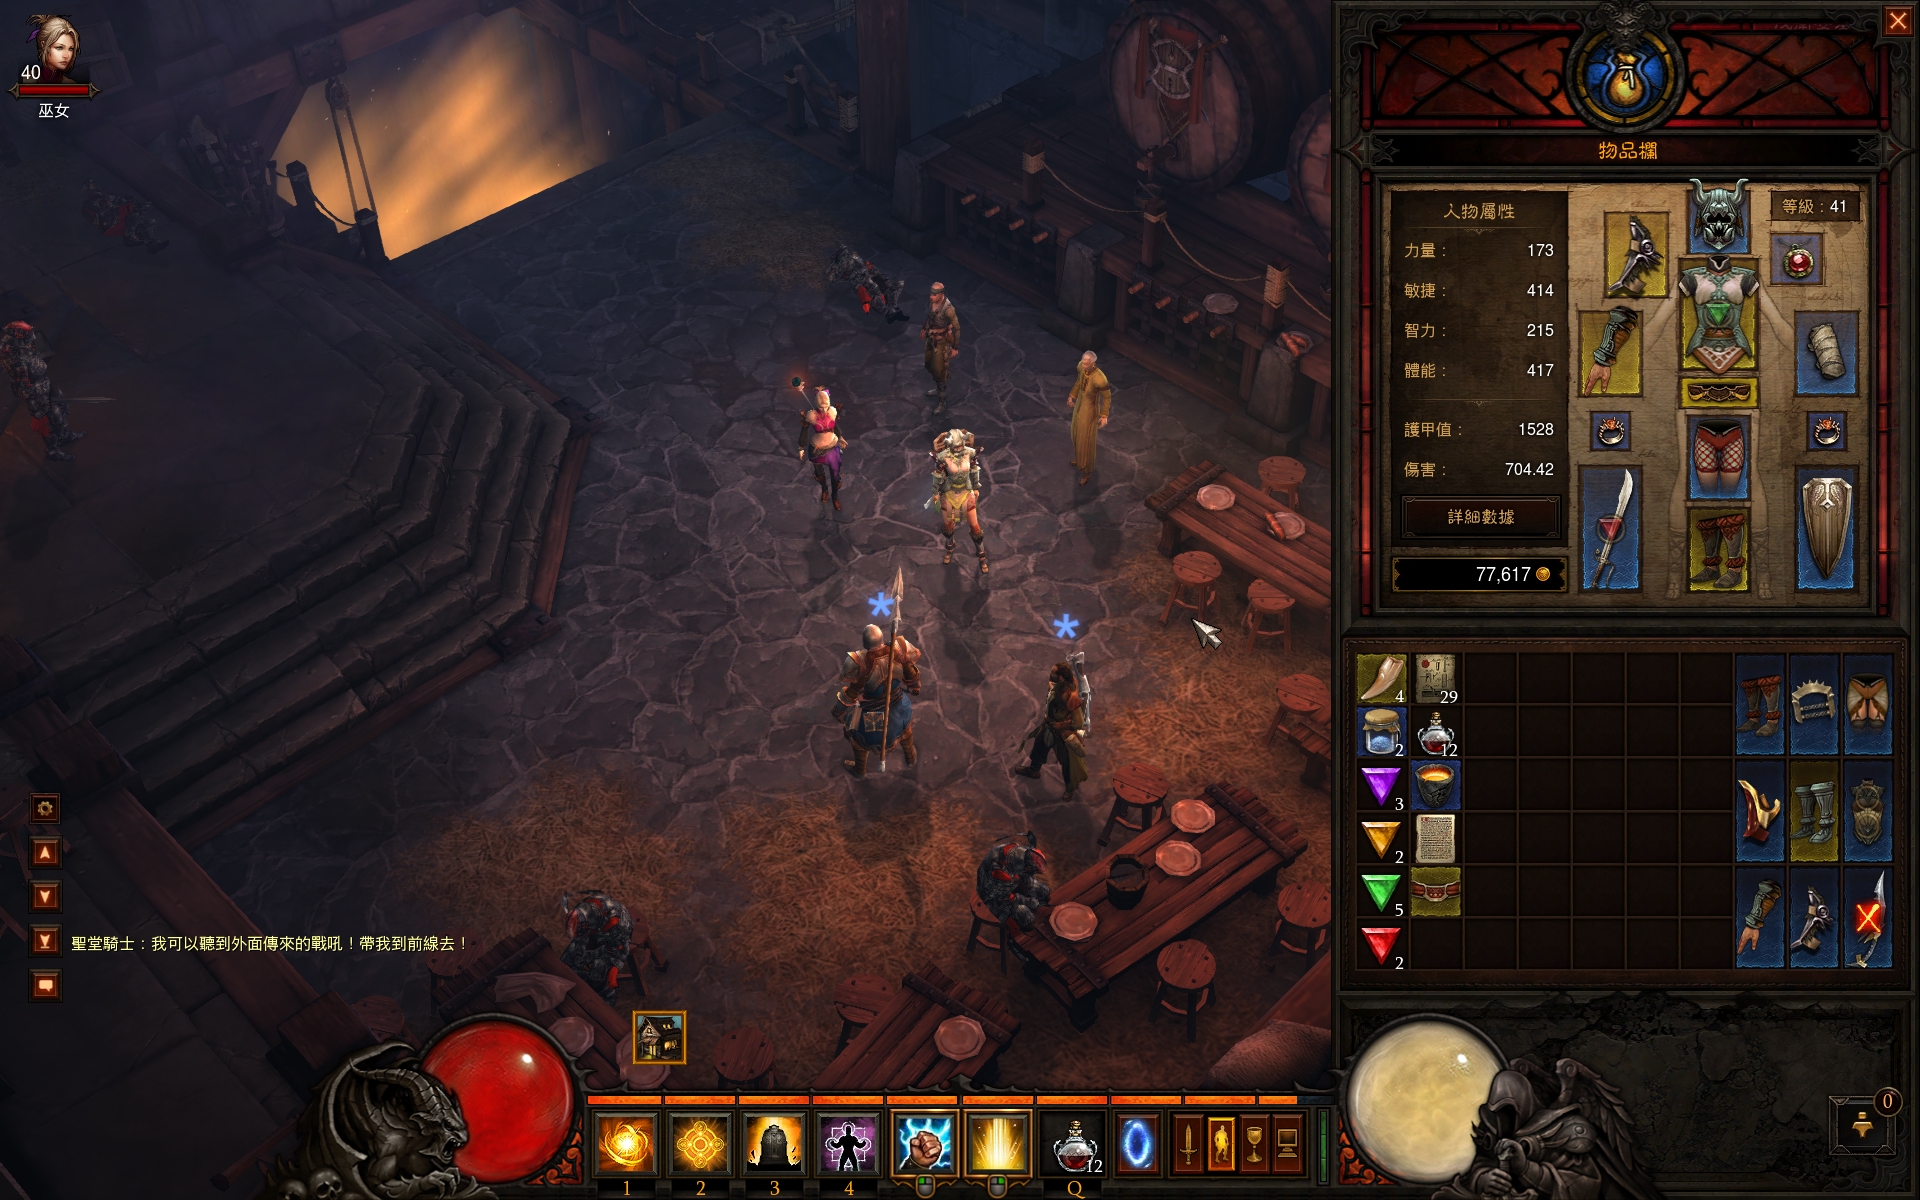 40
巫女
物品欄
人物屬性
等級：41
力量： 173
敏捷： 414
智力： 215
體能： 417
護甲值： 1528
傷害： 704.42
詳細數據
77,617
4
29
2
12
3
2
5
2
聖堂騎士：我可以聽到外面傳來的戰吼！帶我到前線去！
12
0
1 2 3 4 Q